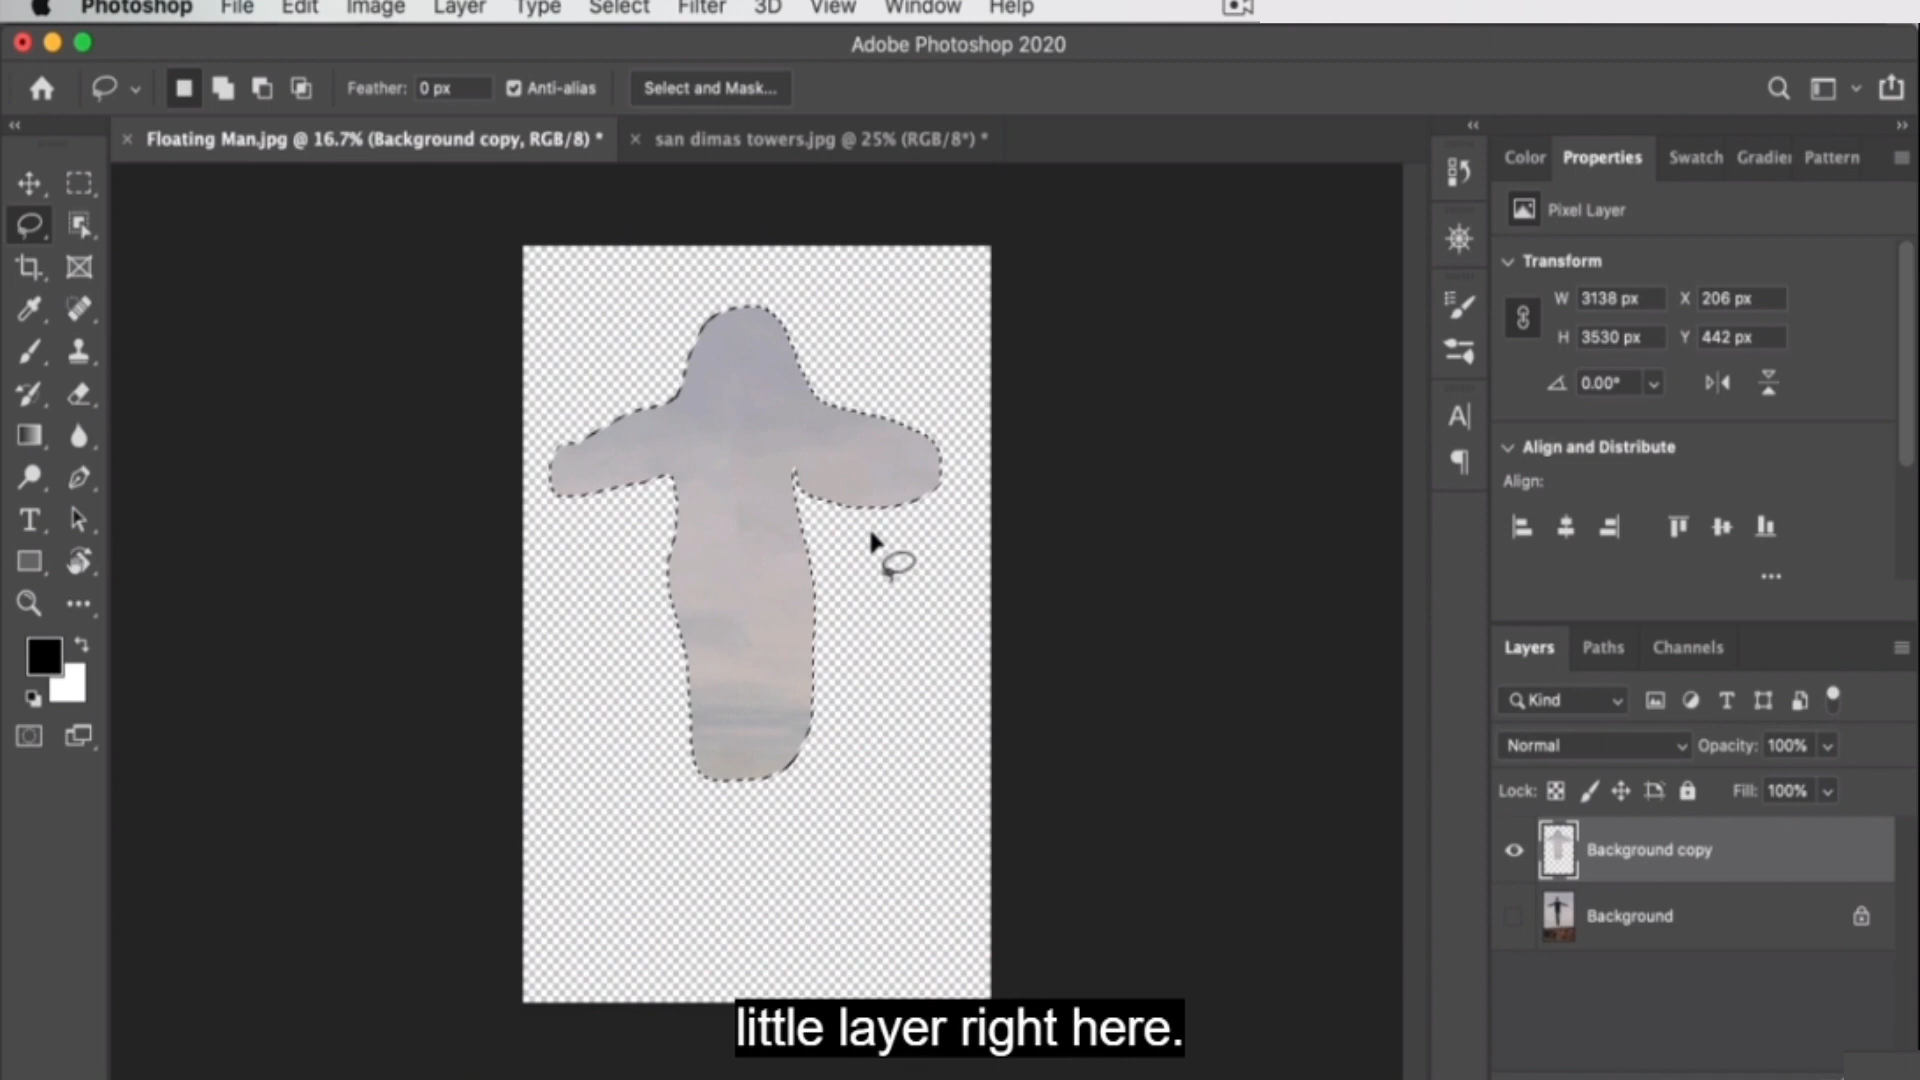 Photoshop File Edit Image Layer Type Select Filter 3D View Window Help
Adobe Photoshop 2020
Feather: 0 px Anti-alias Select and Mask...
Floating Man.jpg @ 16.7% (Background copy, RGB/8) * san dimas towers.jpg @ 25% (RGB/8*) *
Color Properties Swatch Gradie Pattern
Pixel Layer
Transform
W 3138 px X 206 px
H 3530 px Y 442 px
0.00°
Align and Distribute
Align:
Layers Paths Channels
Kind
Normal Opacity: 100%
Lock: Fill: 100%
Background copy
Background
little layer right here.